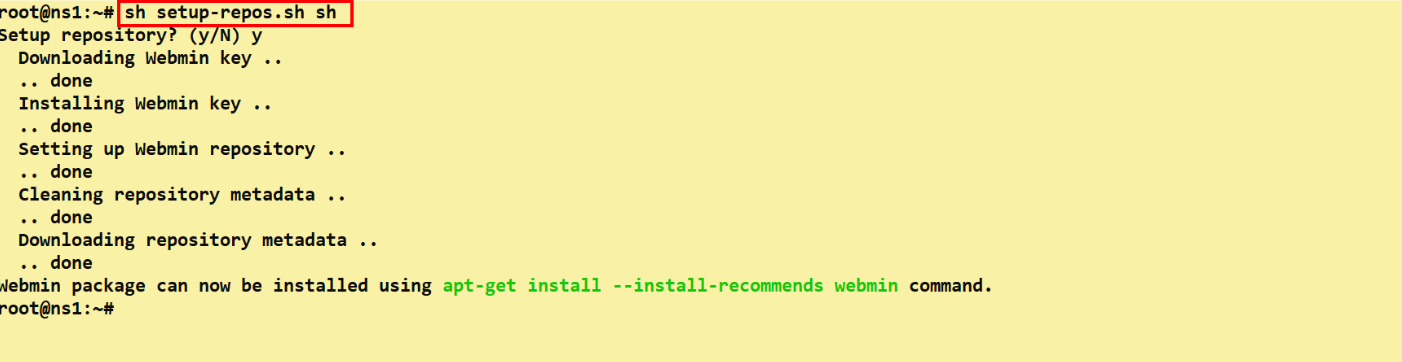 root@ns1:~# sh setup-repos.sh sh
Setup repository? (y/N) y
  Downloading Webmin key ..
  .. done
  Installing Webmin key ..
  .. done
  Setting up Webmin repository ..
  .. done
  Cleaning repository metadata ..
  .. done
  Downloading repository metadata ..
  .. done
Webmin package can now be installed using apt-get install --install-recommends webmin command.
root@ns1:~#